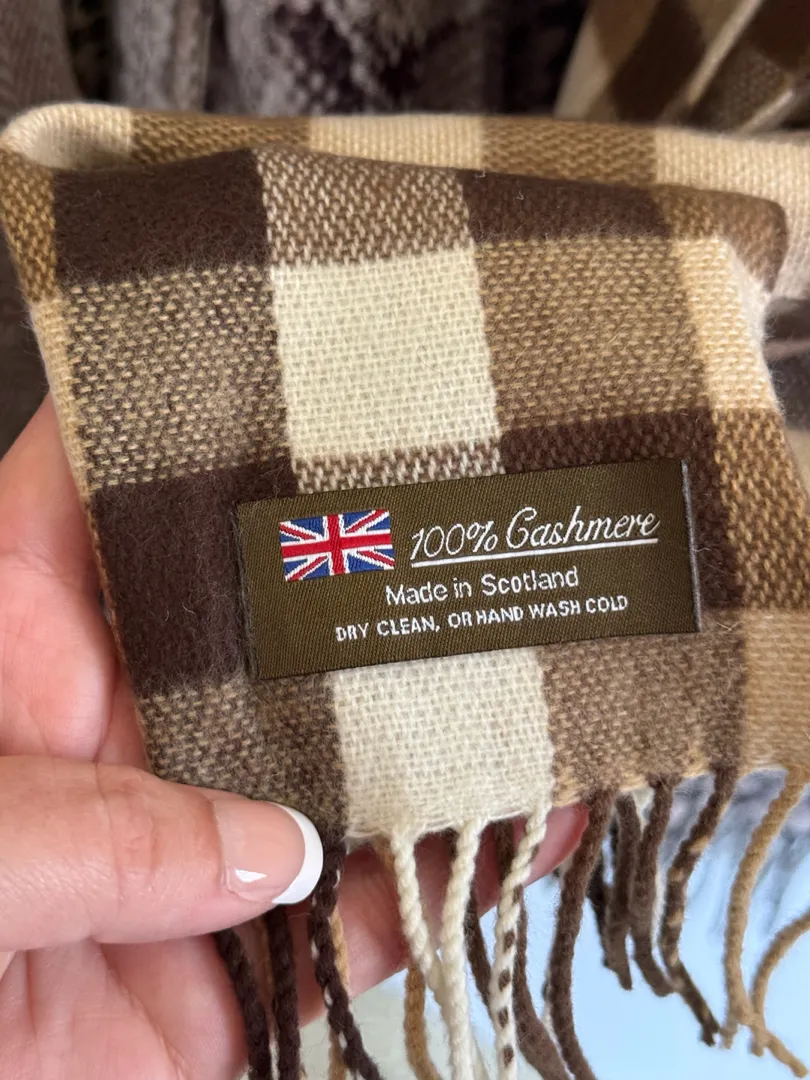 100% Cashmere
Made in Scotland
DRY CLEAN, OR HAND WASH COLD